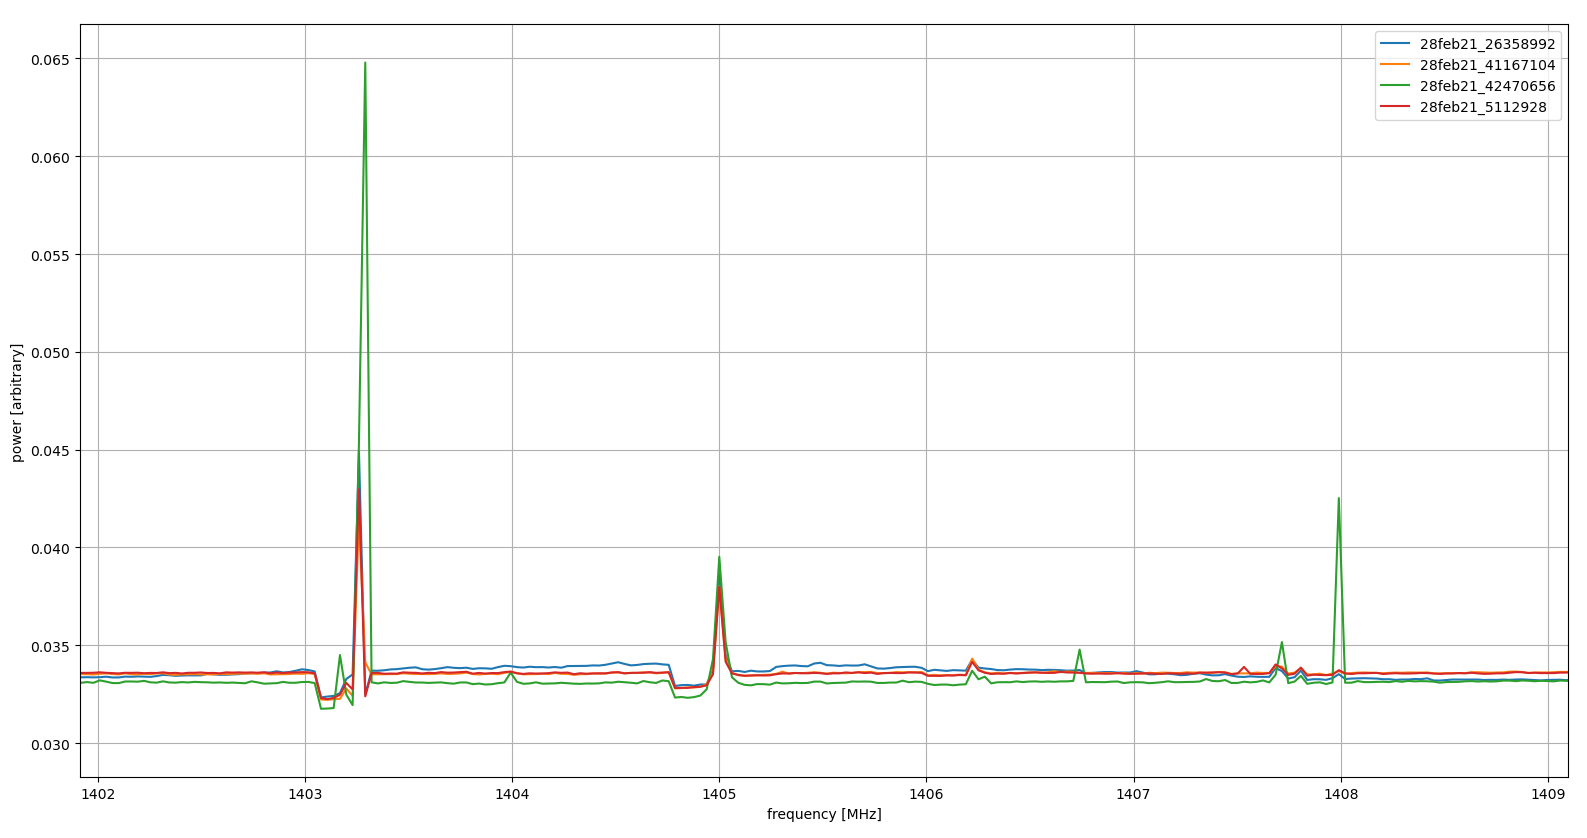 28feb21_26358992
28feb21_41167104
28feb21_42470656
28feb21_5112928
0.065
0.060
0.055
0.050
0.045
0.040
0.035
0.030
power [arbitrary]
1402 1403 1404 1405 1406 1407 1408 1409
frequency [MHz]